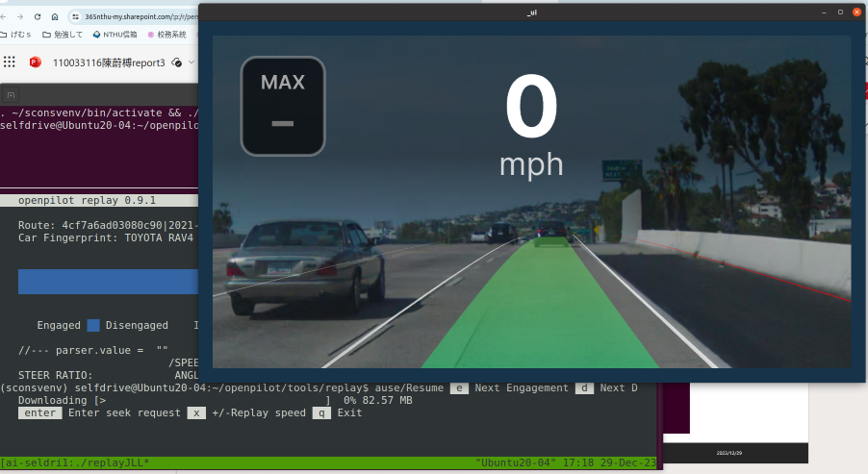 365nthu-my.sharepoint.com/:p:/r/pers
_ui
げむs 勉強して NTHU信箱 校務系統
110033116陳蔚樽report3
MAX
–
0
mph
. ~/sconsvenv/bin/activate && ./
selfdrive@Ubuntu20-04:~/openpilo
openpilot replay 0.9.1
Route: 4cf7a6ad03080c90|2021-
Car Fingerprint: TOYOTA RAV4
Engaged Disengaged I
//--- parser.value = ""
/SPEE
STEER RATIO: ANGL
(sconsvenv) selfdrive@Ubuntu20-04:~/openpilot/tools/replay$ ause/Resume e Next Engagement d Next D
Downloading [> ] 0% 82.57 MB
enter Enter seek request x +/-Replay speed q Exit
[ai-seldri1:./replayJLL* "Ubuntu20-04" 17:18 29-Dec-23
2023/12/29